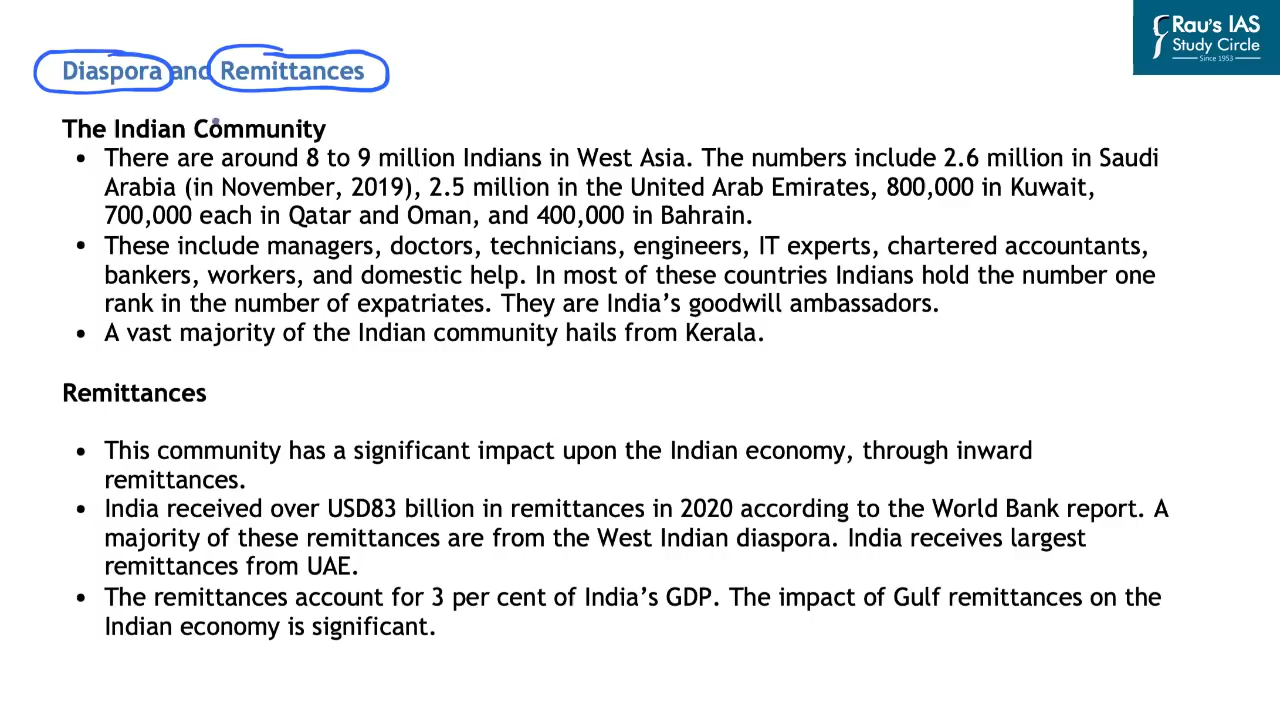 Rau's IAS
Study Circle
Since 1953
Diaspora and Remittances
The Indian Community
• There are around 8 to 9 million Indians in West Asia. The numbers include 2.6 million in Saudi
Arabia (in November, 2019), 2.5 million in the United Arab Emirates, 800,000 in Kuwait,
700,000 each in Qatar and Oman, and 400,000 in Bahrain.
• These include managers, doctors, technicians, engineers, IT experts, chartered accountants,
bankers, workers, and domestic help. In most of these countries Indians hold the number one
rank in the number of expatriates. They are India's goodwill ambassadors.
• A vast majority of the Indian community hails from Kerala.
Remittances
• This community has a significant impact upon the Indian economy, through inward
remittances.
• India received over USD83 billion in remittances in 2020 according to the World Bank report. A
majority of these remittances are from the West Indian diaspora. India receives largest
remittances from UAE.
• The remittances account for 3 per cent of India's GDP. The impact of Gulf remittances on the
Indian economy is significant.